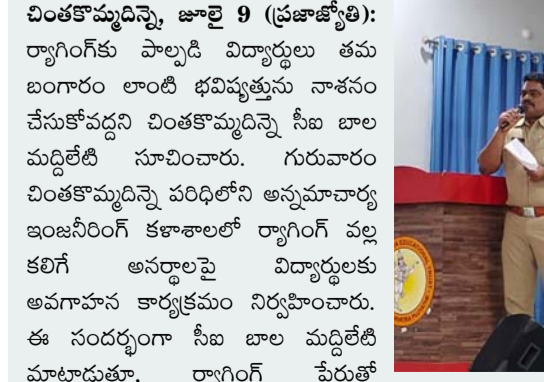 చింతకొమ్మదిన్నె, జూలై 9 (ప్రజాజ్యోతి):
ర్యాగింగ్‌కు పాల్పడి విద్యార్థులు తమ
బంగారం లాంటి భవిష్యత్తును నాశనం
చేసుకోవద్దని చింతకొమ్మదిన్నె సీఐ బాల
మద్దిలేటి సూచించారు. గురువారం
చింతకొమ్మదిన్నె పరిధిలోని అన్నమాచార్య
ఇంజనీరింగ్ కళాశాలలో ర్యాగింగ్ వల్ల
కలిగే అనర్థాలపై విద్యార్థులకు
అవగాహన కార్యక్రమం నిర్వహించారు.
ఈ సందర్భంగా సీఐ బాల మద్దిలేటి
మాట్లాడుతూ, ర్యాగింగ్ పేరుతో